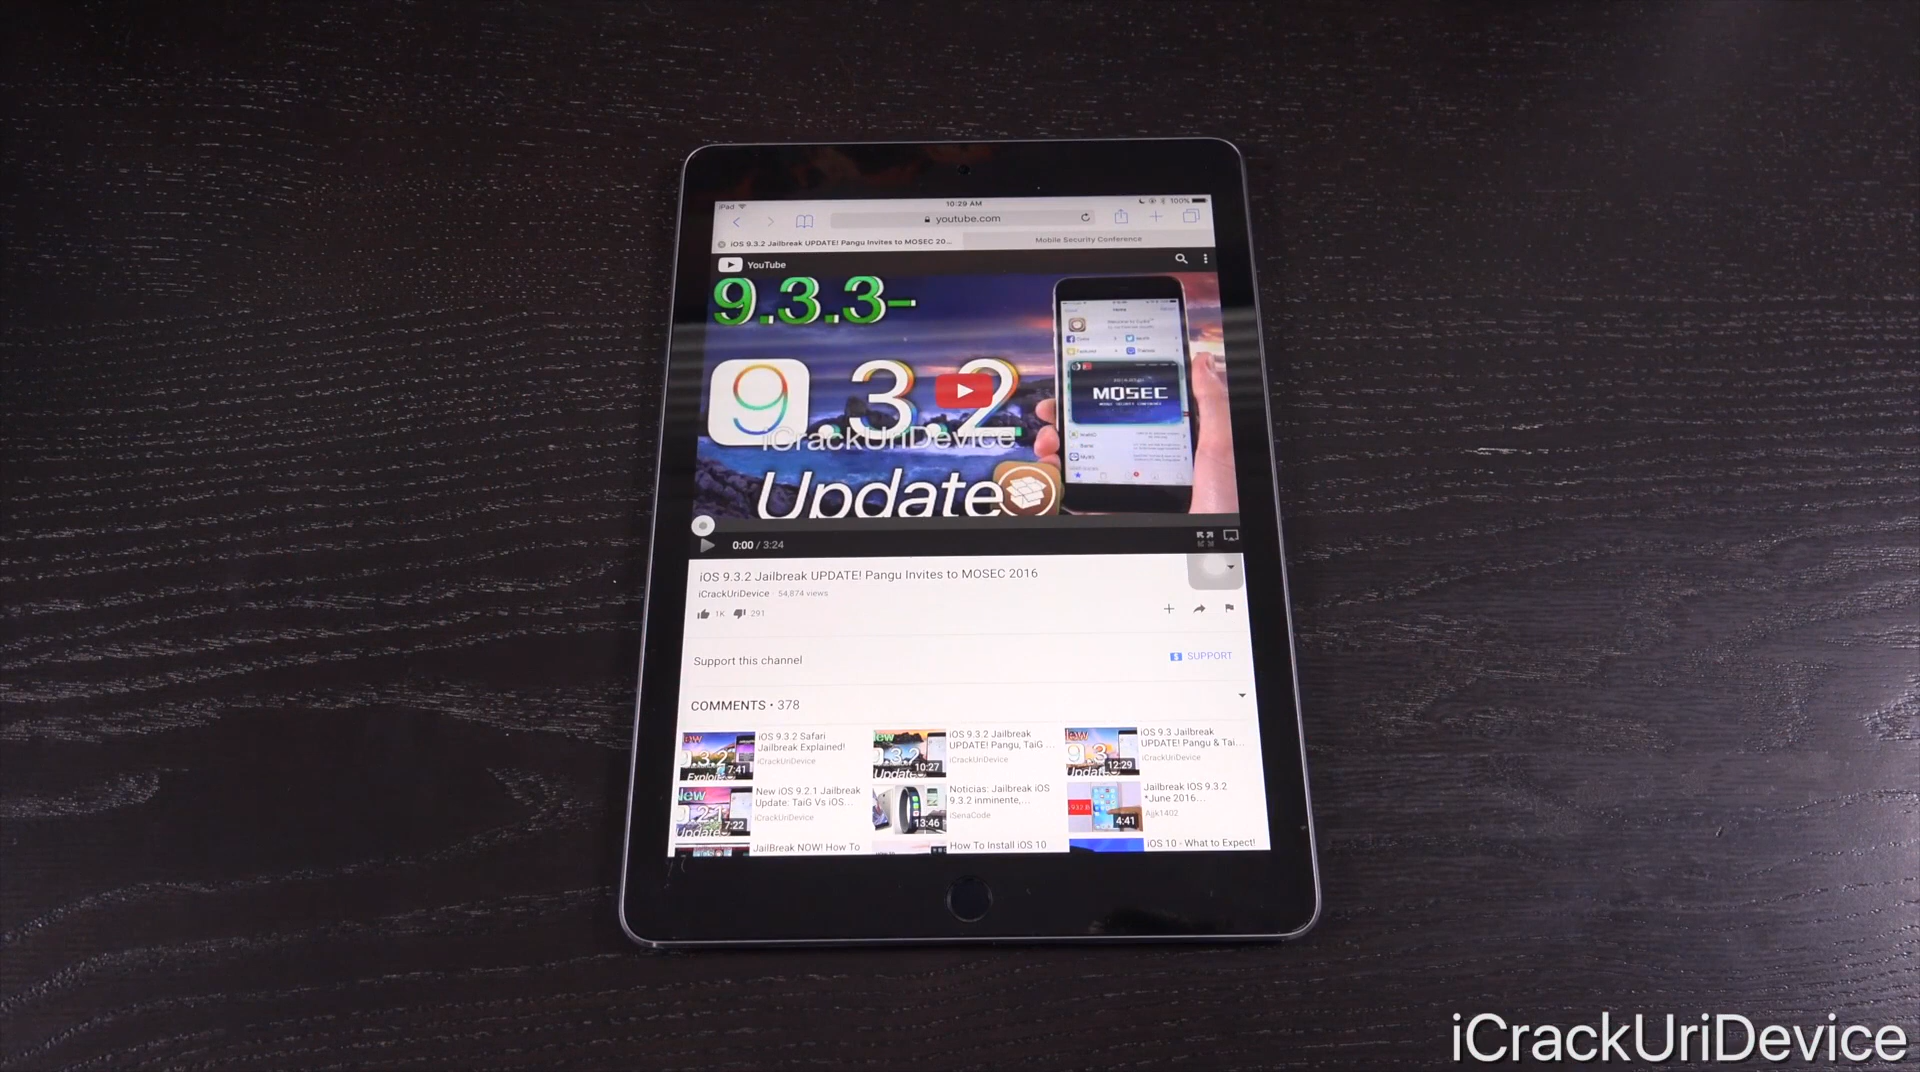 iPad
10:29 AM
100%
youtube.com
iOS 9.3.2 Jailbreak UPDATE! Pangu Invites to MOSEC 20...
Mobile Security Conference
YouTube
9.3.3-
9.3.2
iCrackUriDevice
Update
MOSEC
0:00 / 3:24
iOS 9.3.2 Jailbreak UPDATE! Pangu Invites to MOSEC 2016
iCrackUriDevice · 54,874 views
1K 291
Support this channel
SUPPORT
COMMENTS • 378
iOS 9.3.2 Safari
Jailbreak Explained!
iCrackUriDevice
7:41
iOS 9.3.2 Jailbreak
UPDATE! Pangu, TaiG ...
iCrackUriDevice
10:27
iOS 9.3 Jailbreak
UPDATE! Pangu & Tai...
iCrackUriDevice
12:29
New iOS 9.2.1 Jailbreak
Update: TaiG Vs iOS...
iCrackUriDevice
7:22
Noticias: Jailbreak iOS
9.3.2 inminente,...
iSenaCode
13:46
Jailbreak iOS 9.3.2
*June 2016...
Ajjk1402
4:41
JailBreak NOW! How To
How To Install iOS 10
iOS 10 - What to Expect!
iCrackUriDevice